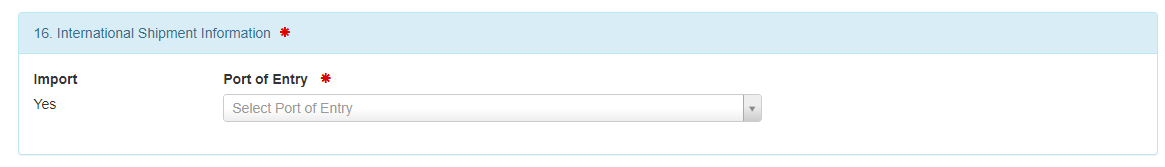 16. International Shipment Information *
Import
Port of Entry *
Yes
Select Port of Entry